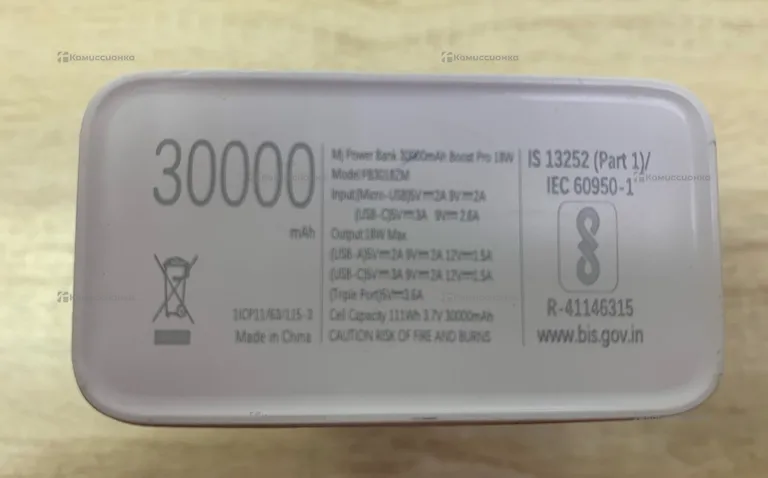 Комиссионка
Комиссионка
30000
mAh
1ICP11/60/115-3
Made in China
Mi Power Bank 30000mAh Boost Pro 18W
Model:PB3018ZM
Input:(Micro-USB)5V⎓2A 9V⎓2A
(USB-C)5V⎓3A 9V⎓2.6A
Output:18W Max
(USB-A)5V⎓2A 9V⎓2A 12V⎓1.5A
(USB-C)5V⎓3A 9V⎓2A 12V⎓1.5A
(Triple Port)5V⎓3.6A
Cell Capacity 111Wh 3.7V 30000mAh
CAUTION RISK OF FIRE AND BURNS
IS 13252 (Part 1)/
IEC 60950-1
R-41146315
www.bis.gov.in
Комиссионка
Комиссионка
Комиссионка
Комиссионка